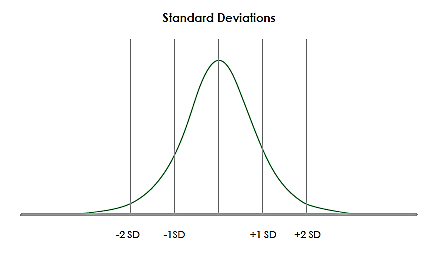 Standard Deviations
-2 SD -1SD +1 SD +2 SD